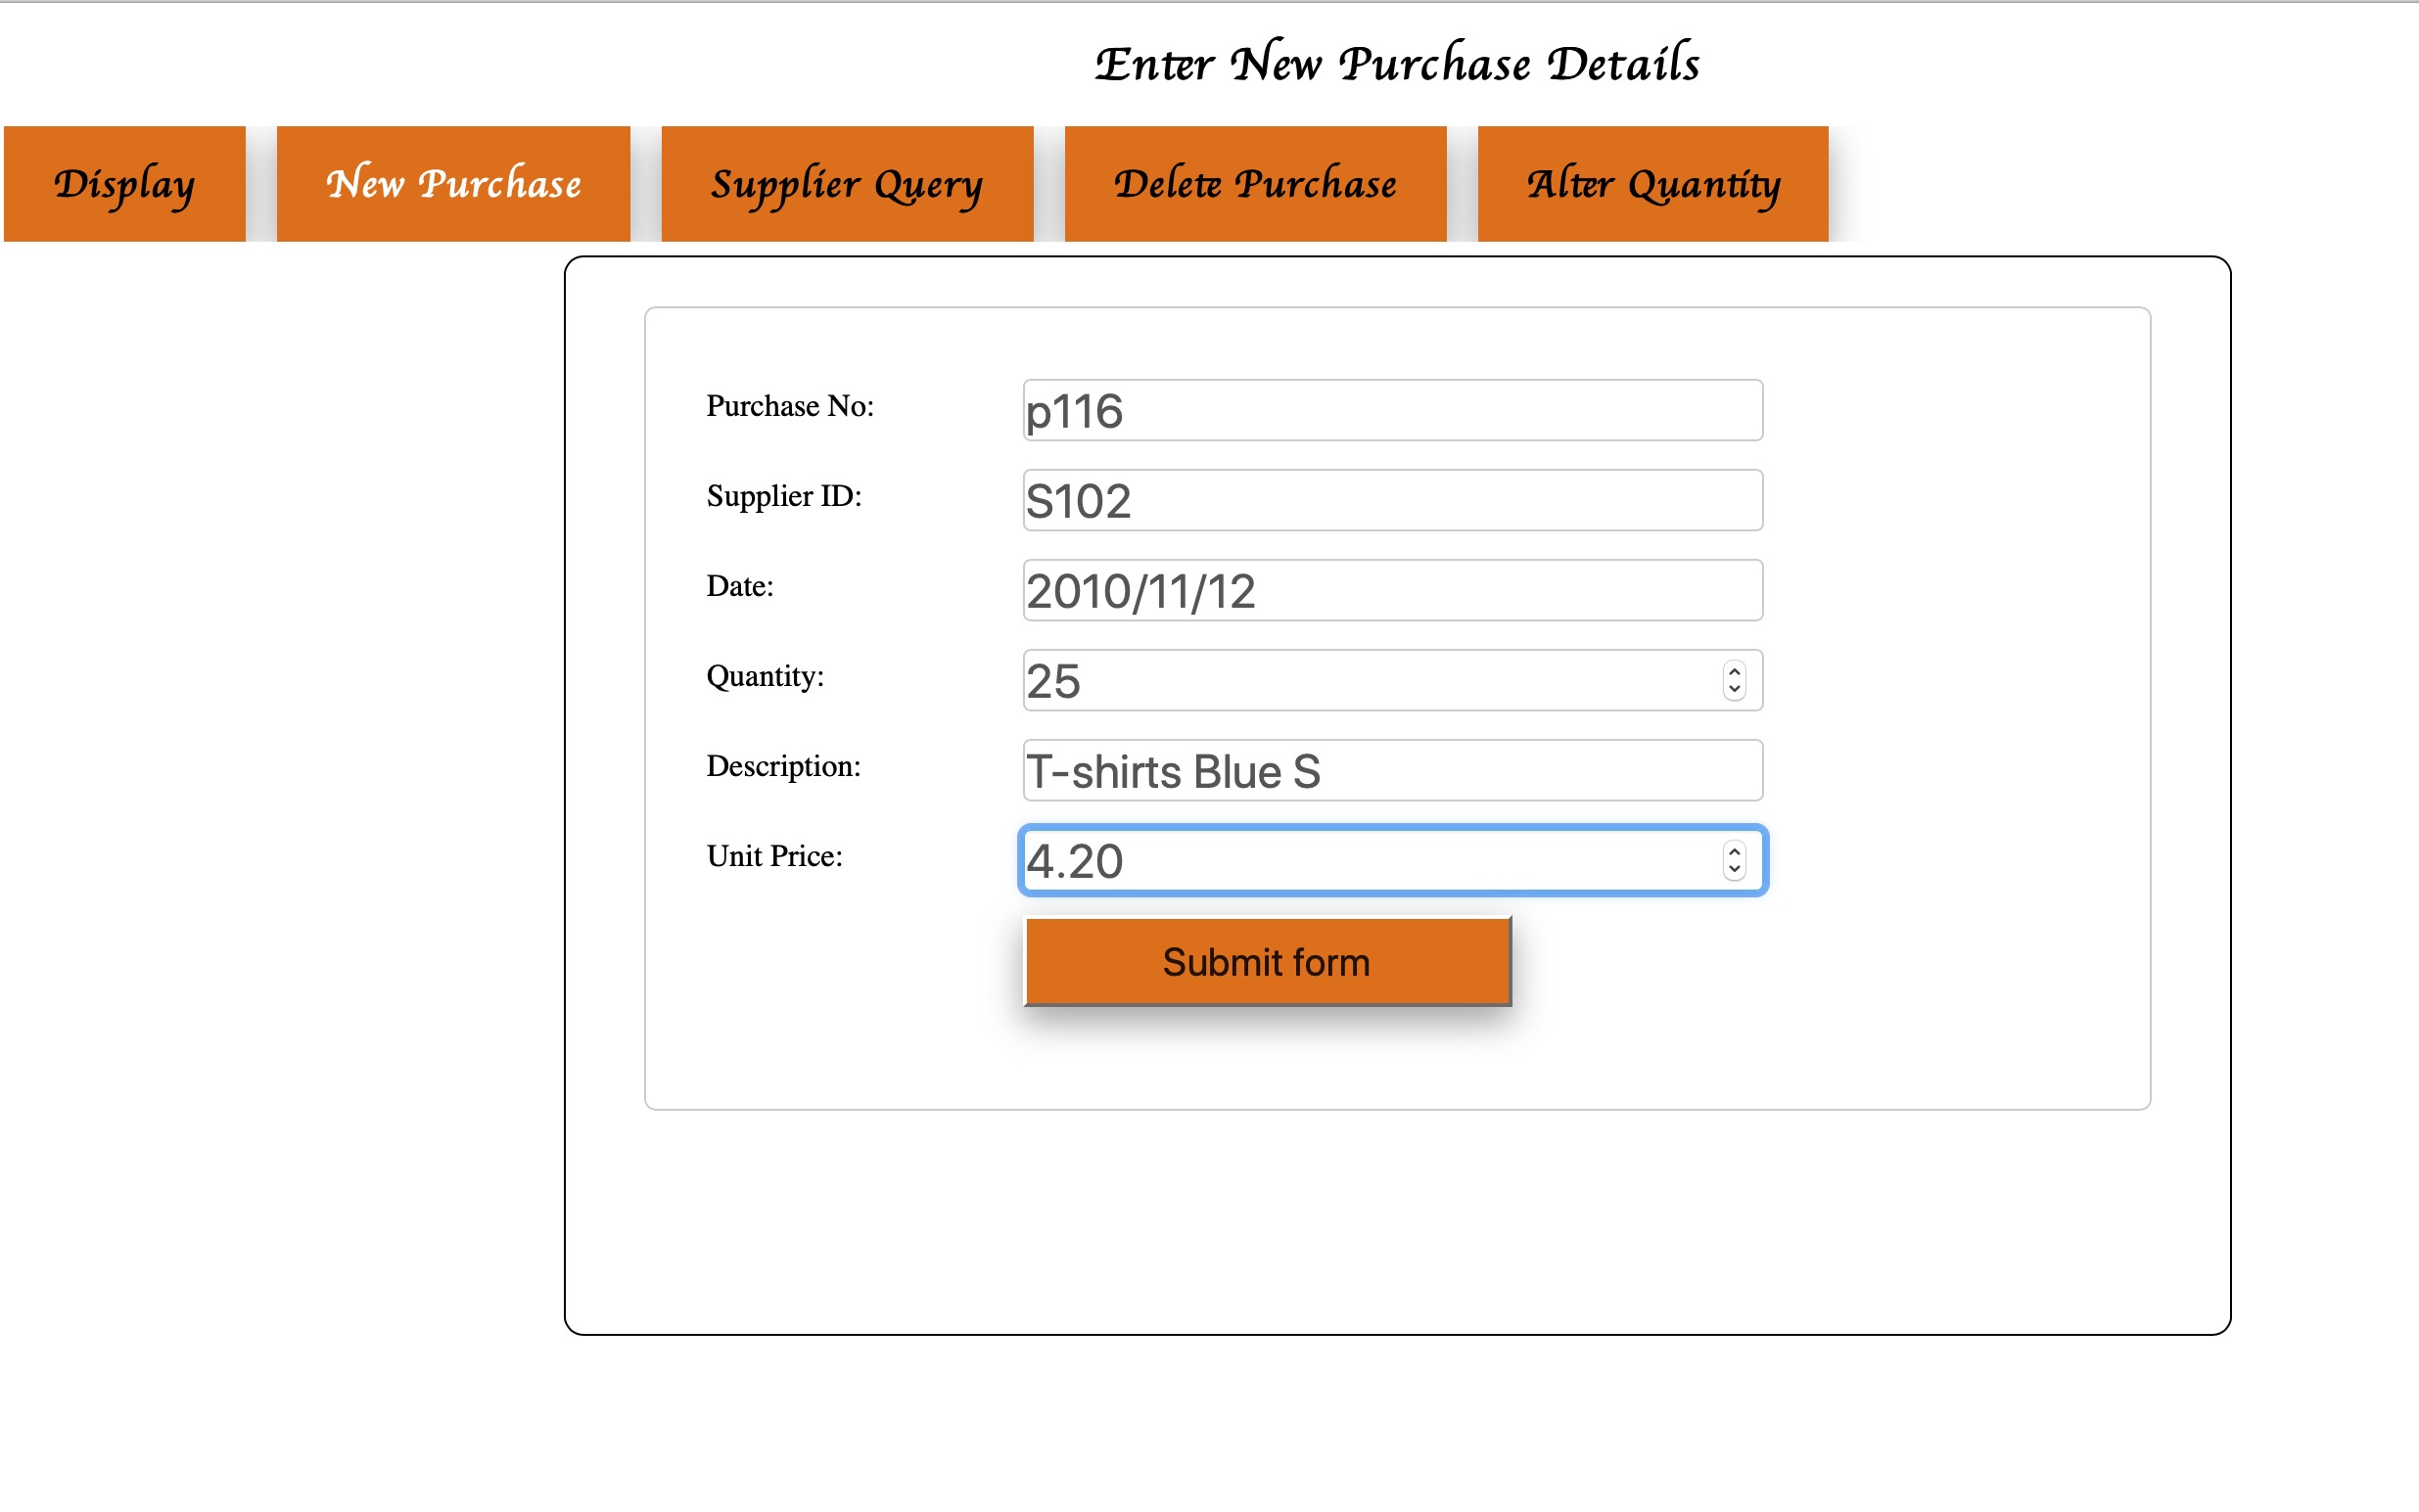 Enter New Purchase Details
Display New Purchase Supplier Query Delete Purchase Alter Quantity
Purchase No: p116
Supplier ID: S102
Date: 2010/11/12
Quantity: 25
Description: T-shirts Blue S
Unit Price: 4.20
Submit form